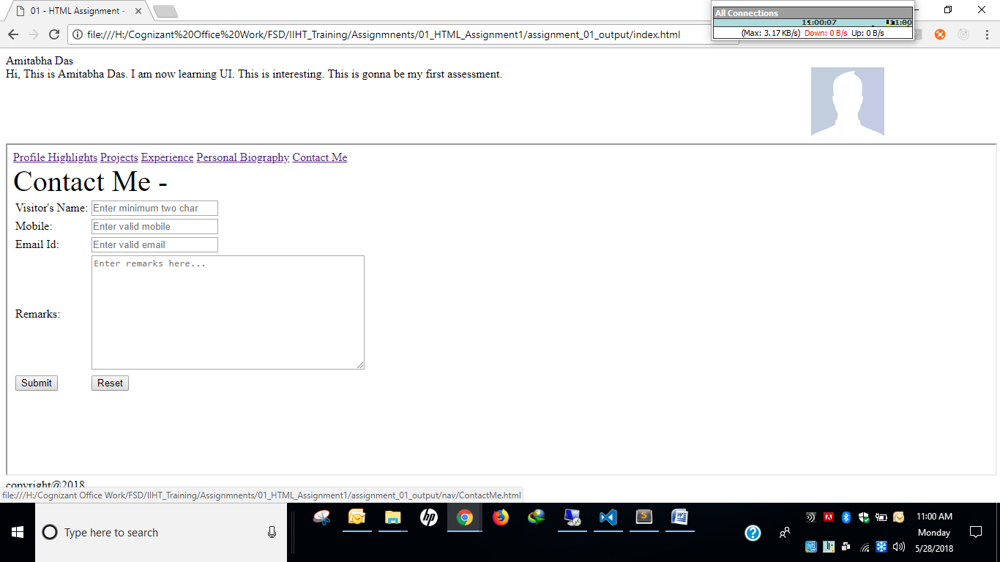 01 - HTML Assignment -
All Connections
11:00:07
11:00
(Max: 3.17 KB/s) Down: 0 B/s Up: 0 B/s
file:///H:/Cognizant%20Office%20Work/FSD/IIHT_Training/Assignmnents/01_HTML_Assignment1/assignment_01_output/index.html
Amitabha Das
Hi, This is Amitabha Das. I am now learning UI. This is interesting. This is gonna be my first assessment.
Profile Highlights Projects Experience Personal Biography Contact Me
Contact Me -
Visitor's Name: Enter minimum two char
Mobile: Enter valid mobile
Email Id: Enter valid email
Remarks: Enter remarks here...
Submit Reset
copyright@2018
file:///H:/Cognizant Office Work/FSD/IIHT_Training/Assignmnents/01_HTML_Assignment1/assignment_01_output/nav/ContactMe.html
Type here to search
hp
S
W
?
11:00 AM
Monday
5/28/2018